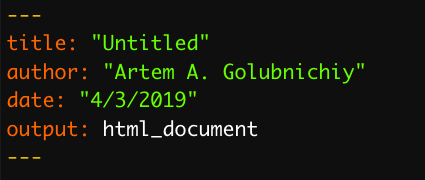 ---
title: "Untitled"
author: "Artem A. Golubnichiy"
date: "4/3/2019"
output: html_document
---